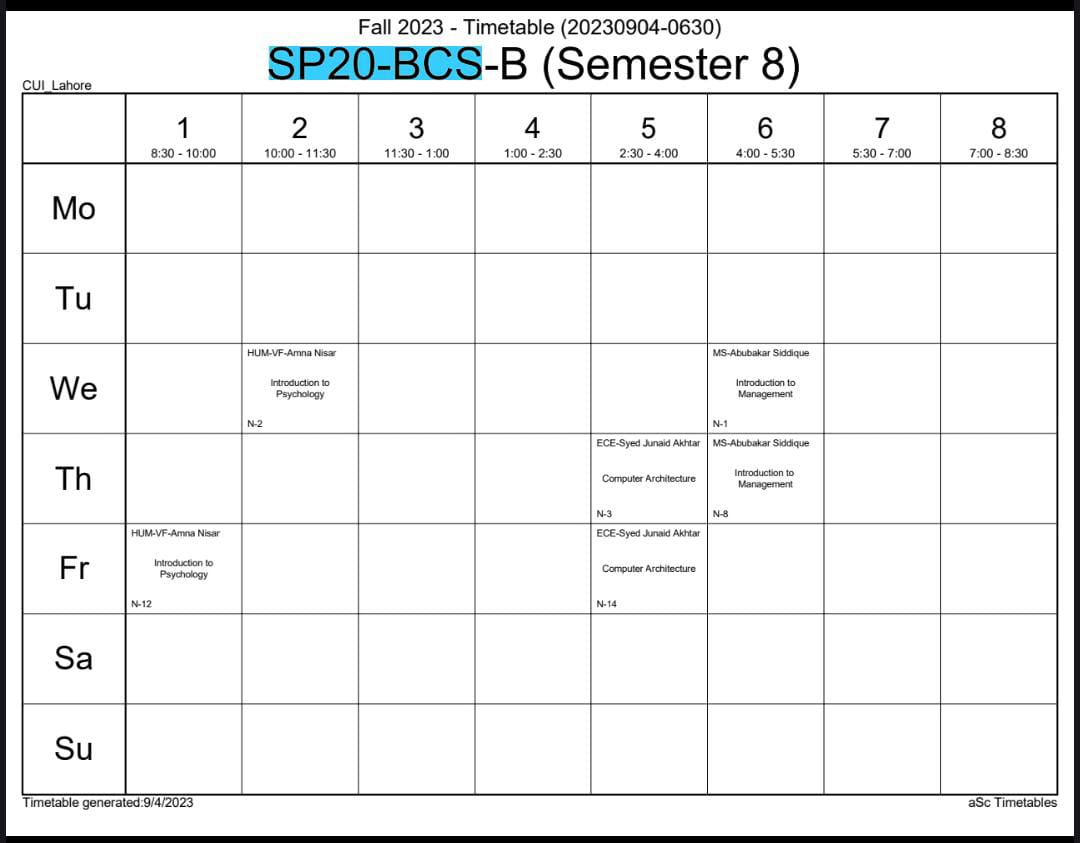 Fall 2023 - Timetable (20230904-0630)
SP20-BCS-B (Semester 8)
CUI_Lahore
1 2 3 4 5 6 7 8
8:30 - 10:00 10:00 - 11:30 11:30 - 1:00 1:00 - 2:30 2:30 - 4:00 4:00 - 5:30 5:30 - 7:00 7:00 - 8:30
Mo
Tu
We
HUM-VF-Amna Nisar
Introduction to
Psychology
N-2
MS-Abubakar Siddique
Introduction to
Management
N-1
Th
ECE-Syed Junaid Akhtar
Computer Architecture
N-3
MS-Abubakar Siddique
Introduction to
Management
N-8
Fr
HUM-VF-Amna Nisar
Introduction to
Psychology
N-12
ECE-Syed Junaid Akhtar
Computer Architecture
N-14
Sa
Su
Timetable generated:9/4/2023
aSc Timetables